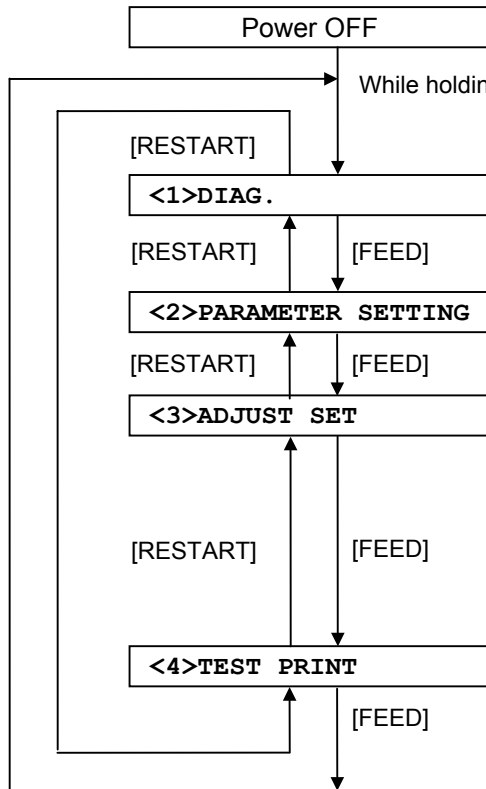 Power OFF
While holdin
[RESTART]
<1>DIAG.
[RESTART] [FEED]
<2>PARAMETER SETTING
[RESTART] [FEED]
<3>ADJUST SET
[RESTART] [FEED]
<4>TEST PRINT
[FEED]